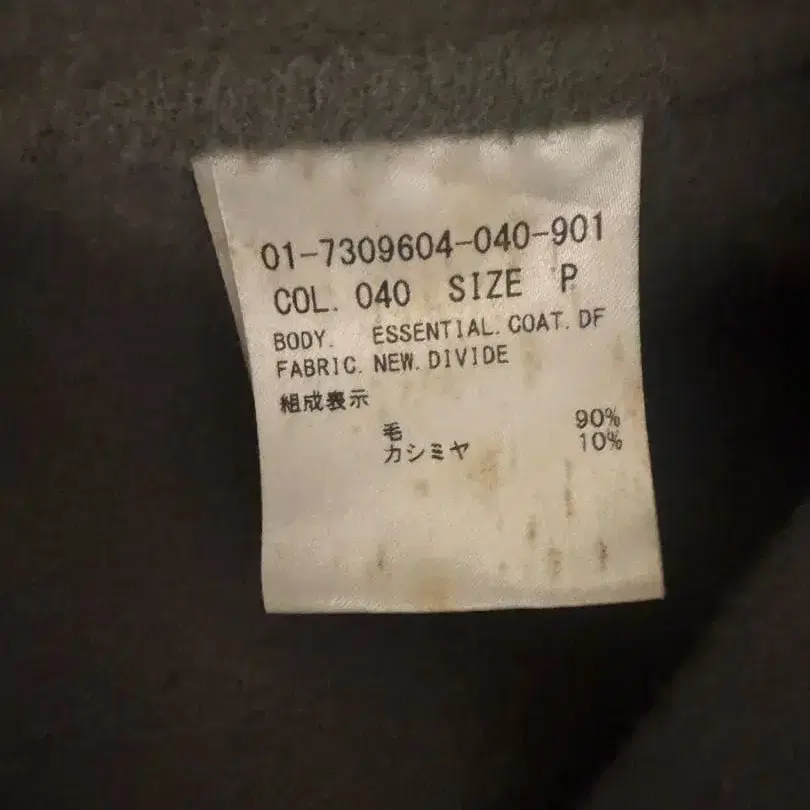 01-7309604-040-901
COL. 040 SIZE P
BODY. ESSENTIAL.COAT.DF
FABRIC. NEW.DIVIDE
組成表示
毛 90%
カシミヤ 10%